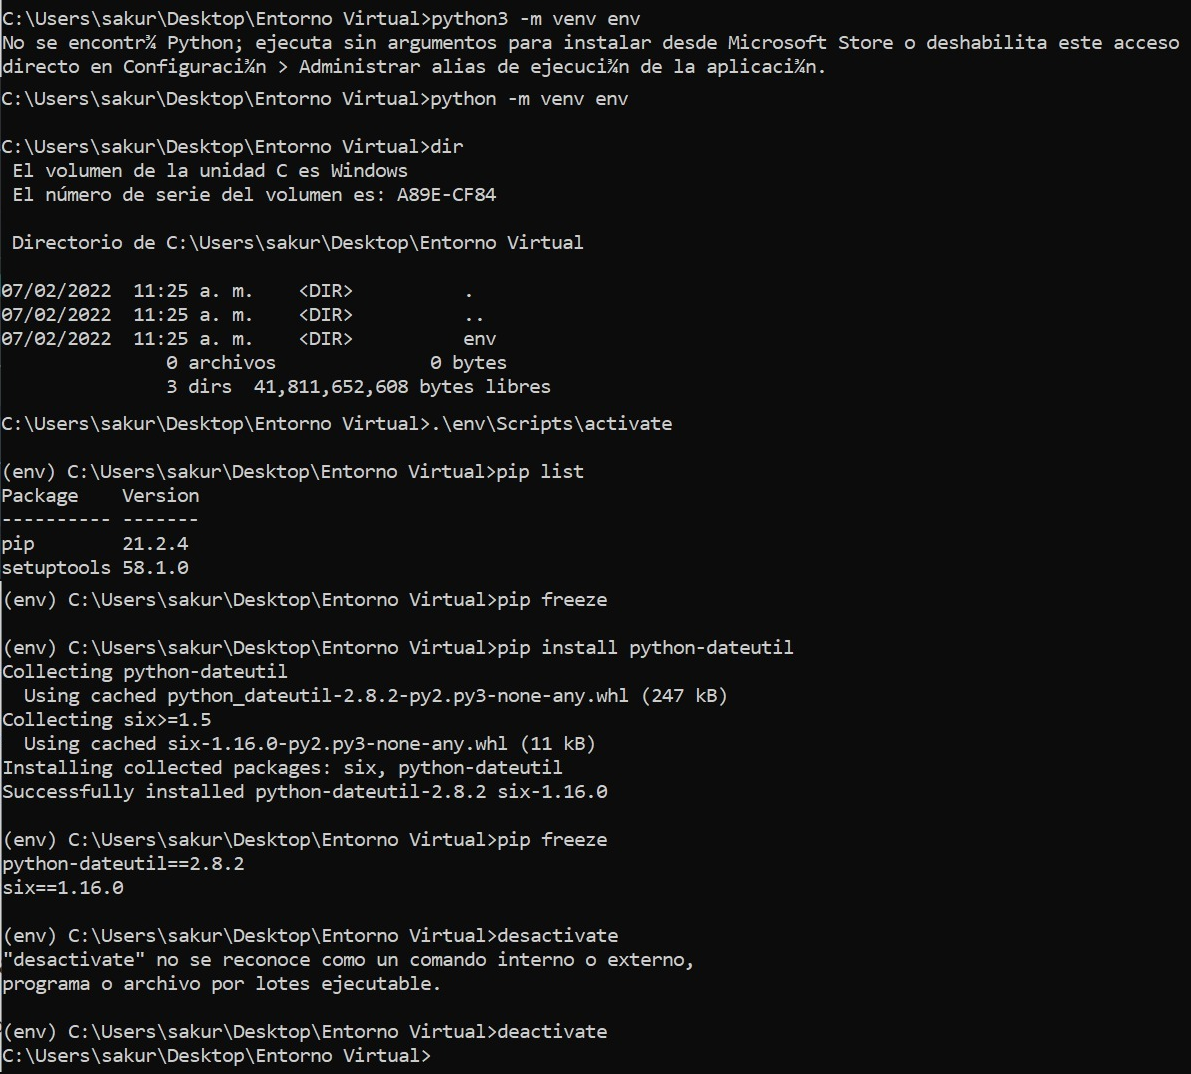 C:\Users\sakur\Desktop\Entorno Virtual>python3 -m venv env
No se encontr¾ Python; ejecuta sin argumentos para instalar desde Microsoft Store o deshabilita este acceso
directo en Configuraci¾n > Administrar alias de ejecuci¾n de la aplicaci¾n.
C:\Users\sakur\Desktop\Entorno Virtual>python -m venv env
C:\Users\sakur\Desktop\Entorno Virtual>dir
El volumen de la unidad C es Windows
El número de serie del volumen es: A89E-CF84
Directorio de C:\Users\sakur\Desktop\Entorno Virtual
07/02/2022  11:25 a. m.    <DIR>          .
07/02/2022  11:25 a. m.    <DIR>          ..
07/02/2022  11:25 a. m.    <DIR>          env
0 archivos              0 bytes
3 dirs  41,811,652,608 bytes libres
C:\Users\sakur\Desktop\Entorno Virtual>.\env\Scripts\activate
(env) C:\Users\sakur\Desktop\Entorno Virtual>pip list
Package    Version
---------- -------
pip        21.2.4
setuptools 58.1.0
(env) C:\Users\sakur\Desktop\Entorno Virtual>pip freeze
(env) C:\Users\sakur\Desktop\Entorno Virtual>pip install python-dateutil
Collecting python-dateutil
Using cached python_dateutil-2.8.2-py2.py3-none-any.whl (247 kB)
Collecting six>=1.5
Using cached six-1.16.0-py2.py3-none-any.whl (11 kB)
Installing collected packages: six, python-dateutil
Successfully installed python-dateutil-2.8.2 six-1.16.0
(env) C:\Users\sakur\Desktop\Entorno Virtual>pip freeze
python-dateutil==2.8.2
six==1.16.0
(env) C:\Users\sakur\Desktop\Entorno Virtual>desactivate
"desactivate" no se reconoce como un comando interno o externo,
programa o archivo por lotes ejecutable.
(env) C:\Users\sakur\Desktop\Entorno Virtual>deactivate
C:\Users\sakur\Desktop\Entorno Virtual>